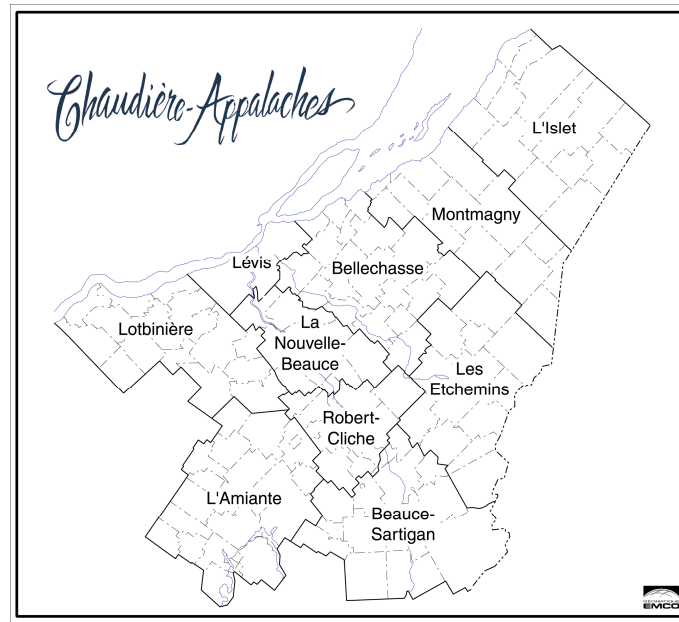 Chaudière-Appalaches
L'Islet
Montmagny
Lévis
Bellechasse
Lotbinière
La
Nouvelle-
Beauce
Les
Etchemins
Robert-
Cliche
L'Amiante
Beauce-
Sartigan
EMCO